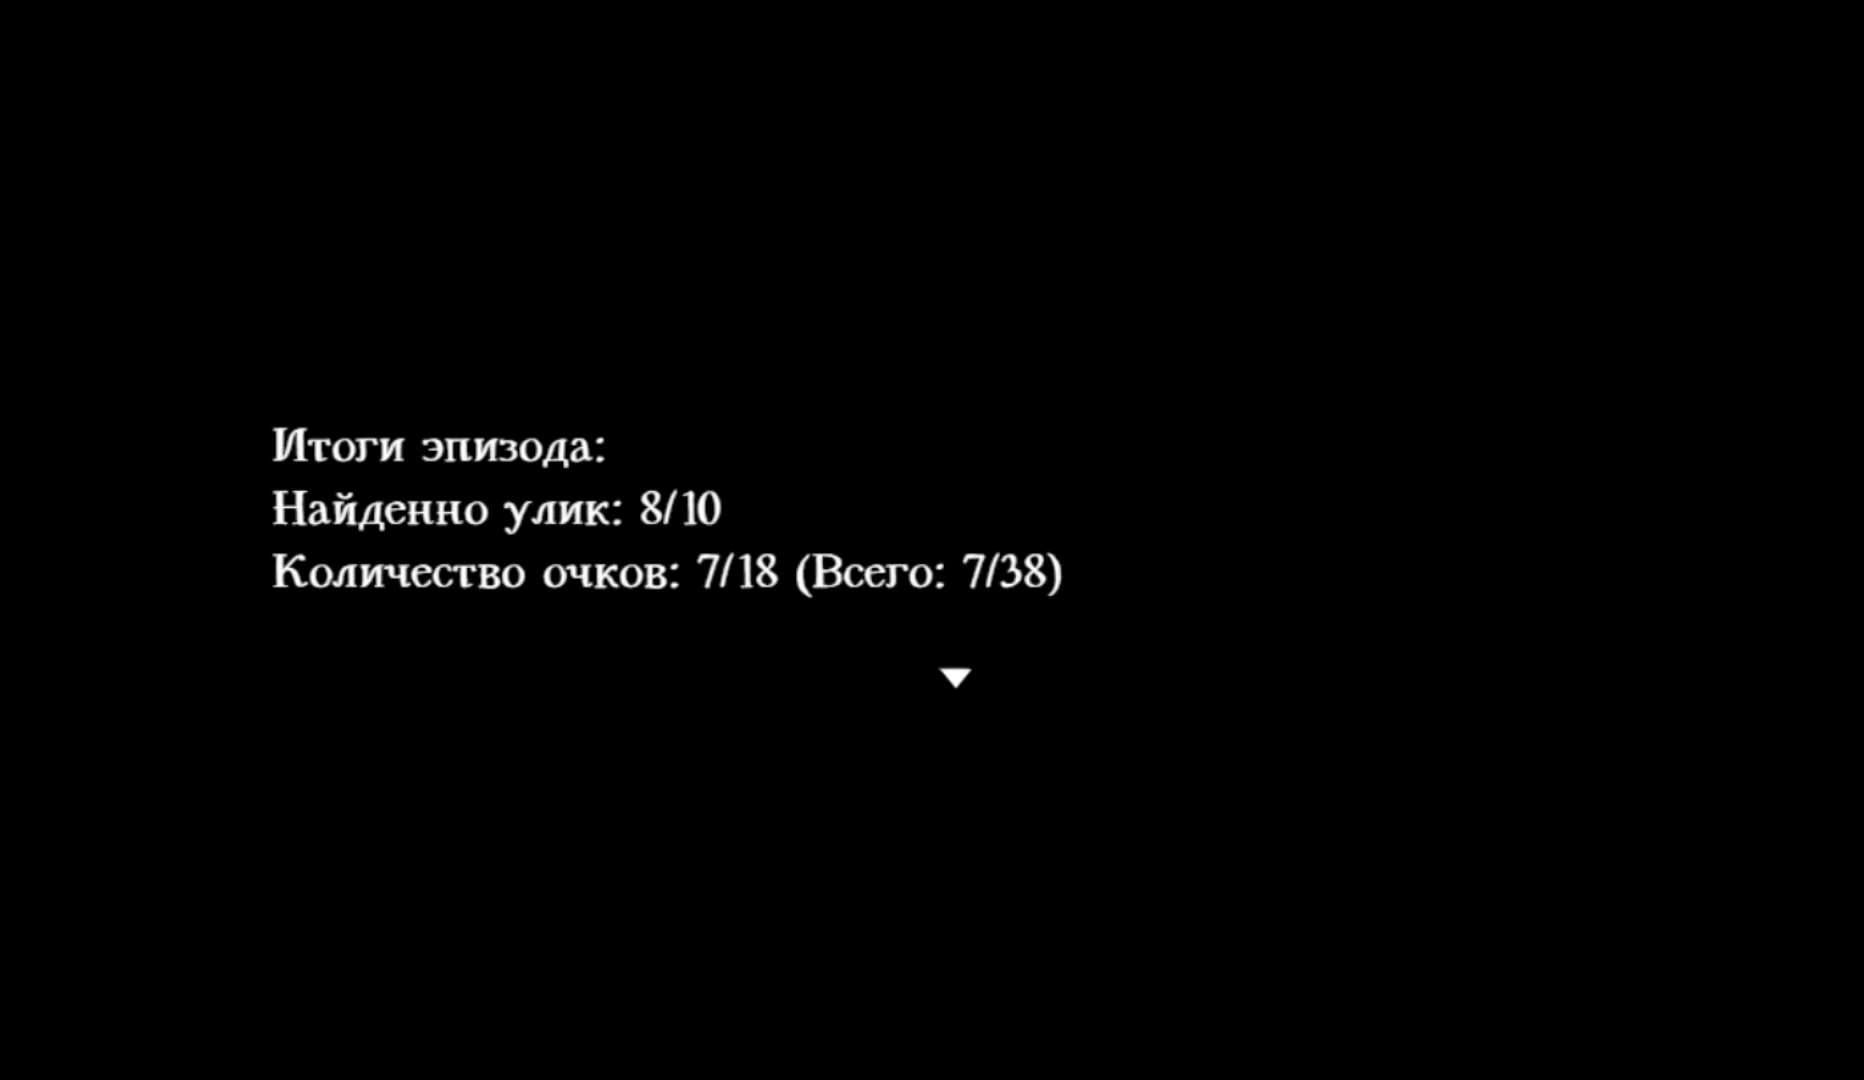 Итоги эпизода:
Найденно улик: 8/10
Количество очков: 7/18 (Всего: 7/38)